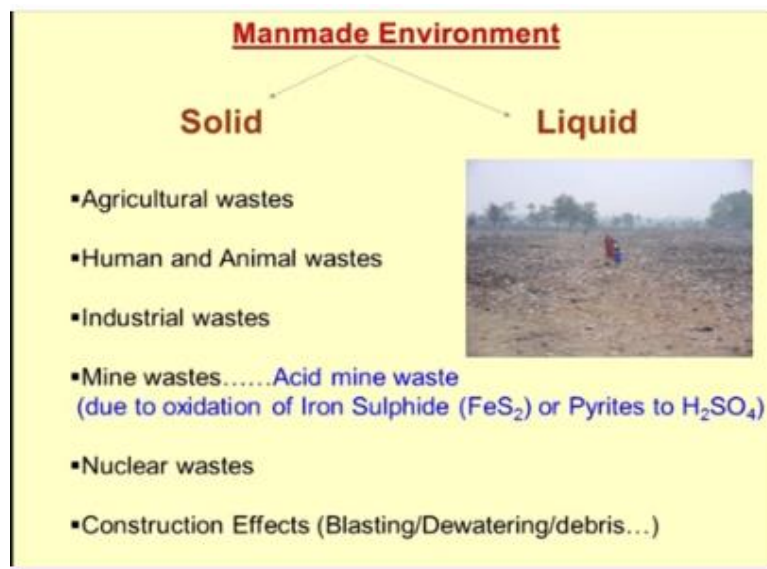 Manmade Environment
Solid
Liquid
▪Agricultural wastes
▪Human and Animal wastes
▪Industrial wastes
▪Mine wastes……Acid mine waste
(due to oxidation of Iron Sulphide (FeS₂) or Pyrites to H₂SO₄)
▪Nuclear wastes
▪Construction Effects (Blasting/Dewatering/debris…)